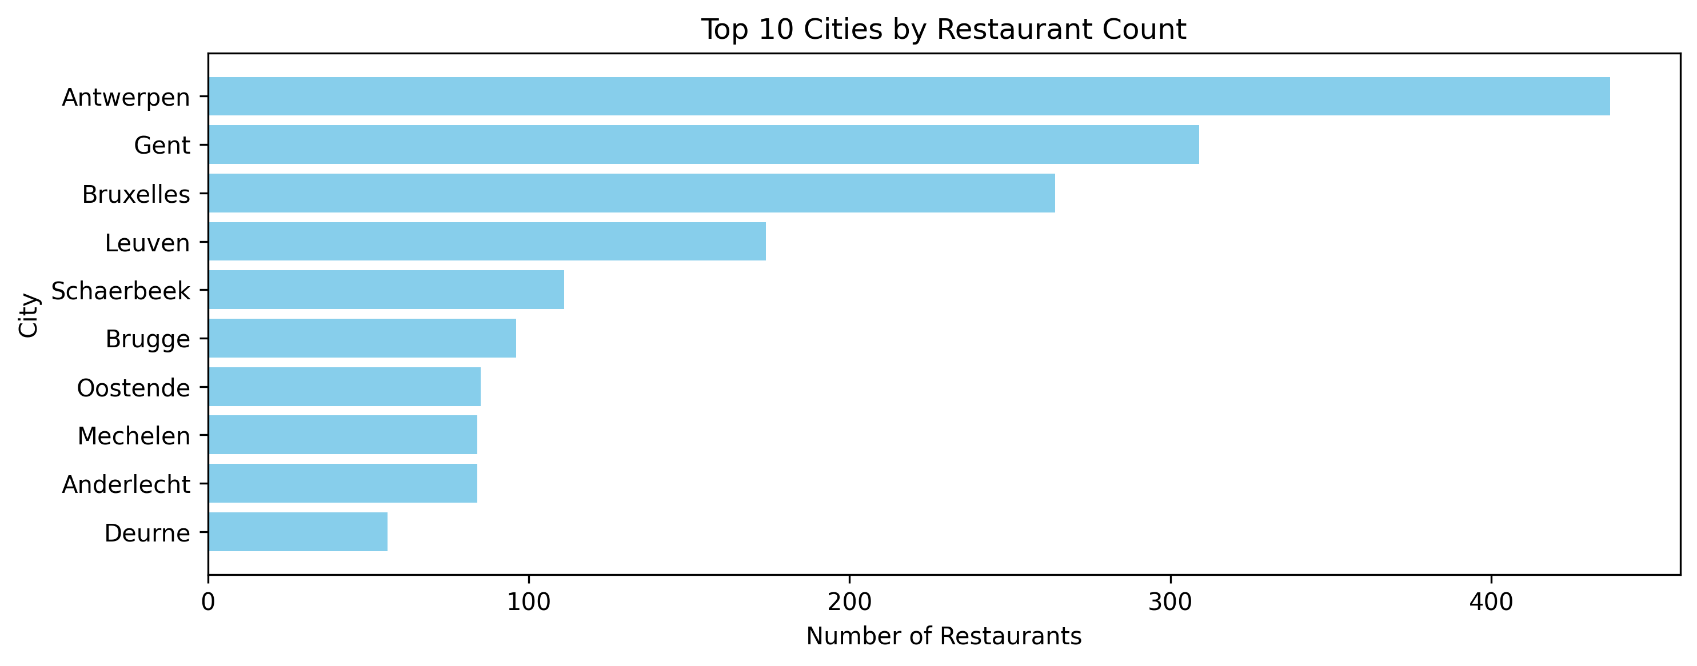 Top 10 Cities by Restaurant Count
City
Antwerpen
Gent
Bruxelles
Leuven
Schaerbeek
Brugge
Oostende
Mechelen
Anderlecht
Deurne
0 100 200 300 400
Number of Restaurants